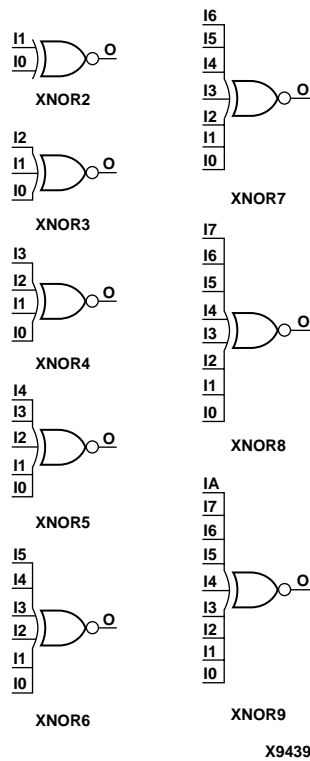 I1
I0
O
XNOR2
I2
I1
I0
O
XNOR3
I3
I2
I1
I0
O
XNOR4
I4
I3
I2
I1
I0
O
XNOR5
I5
I4
I3
I2
I1
I0
O
XNOR6
I6
I5
I4
I3
I2
I1
I0
O
XNOR7
I7
I6
I5
I4
I3
I2
I1
I0
O
XNOR8
IA
I7
I6
I5
I4
I3
I2
I1
I0
O
XNOR9
X9439